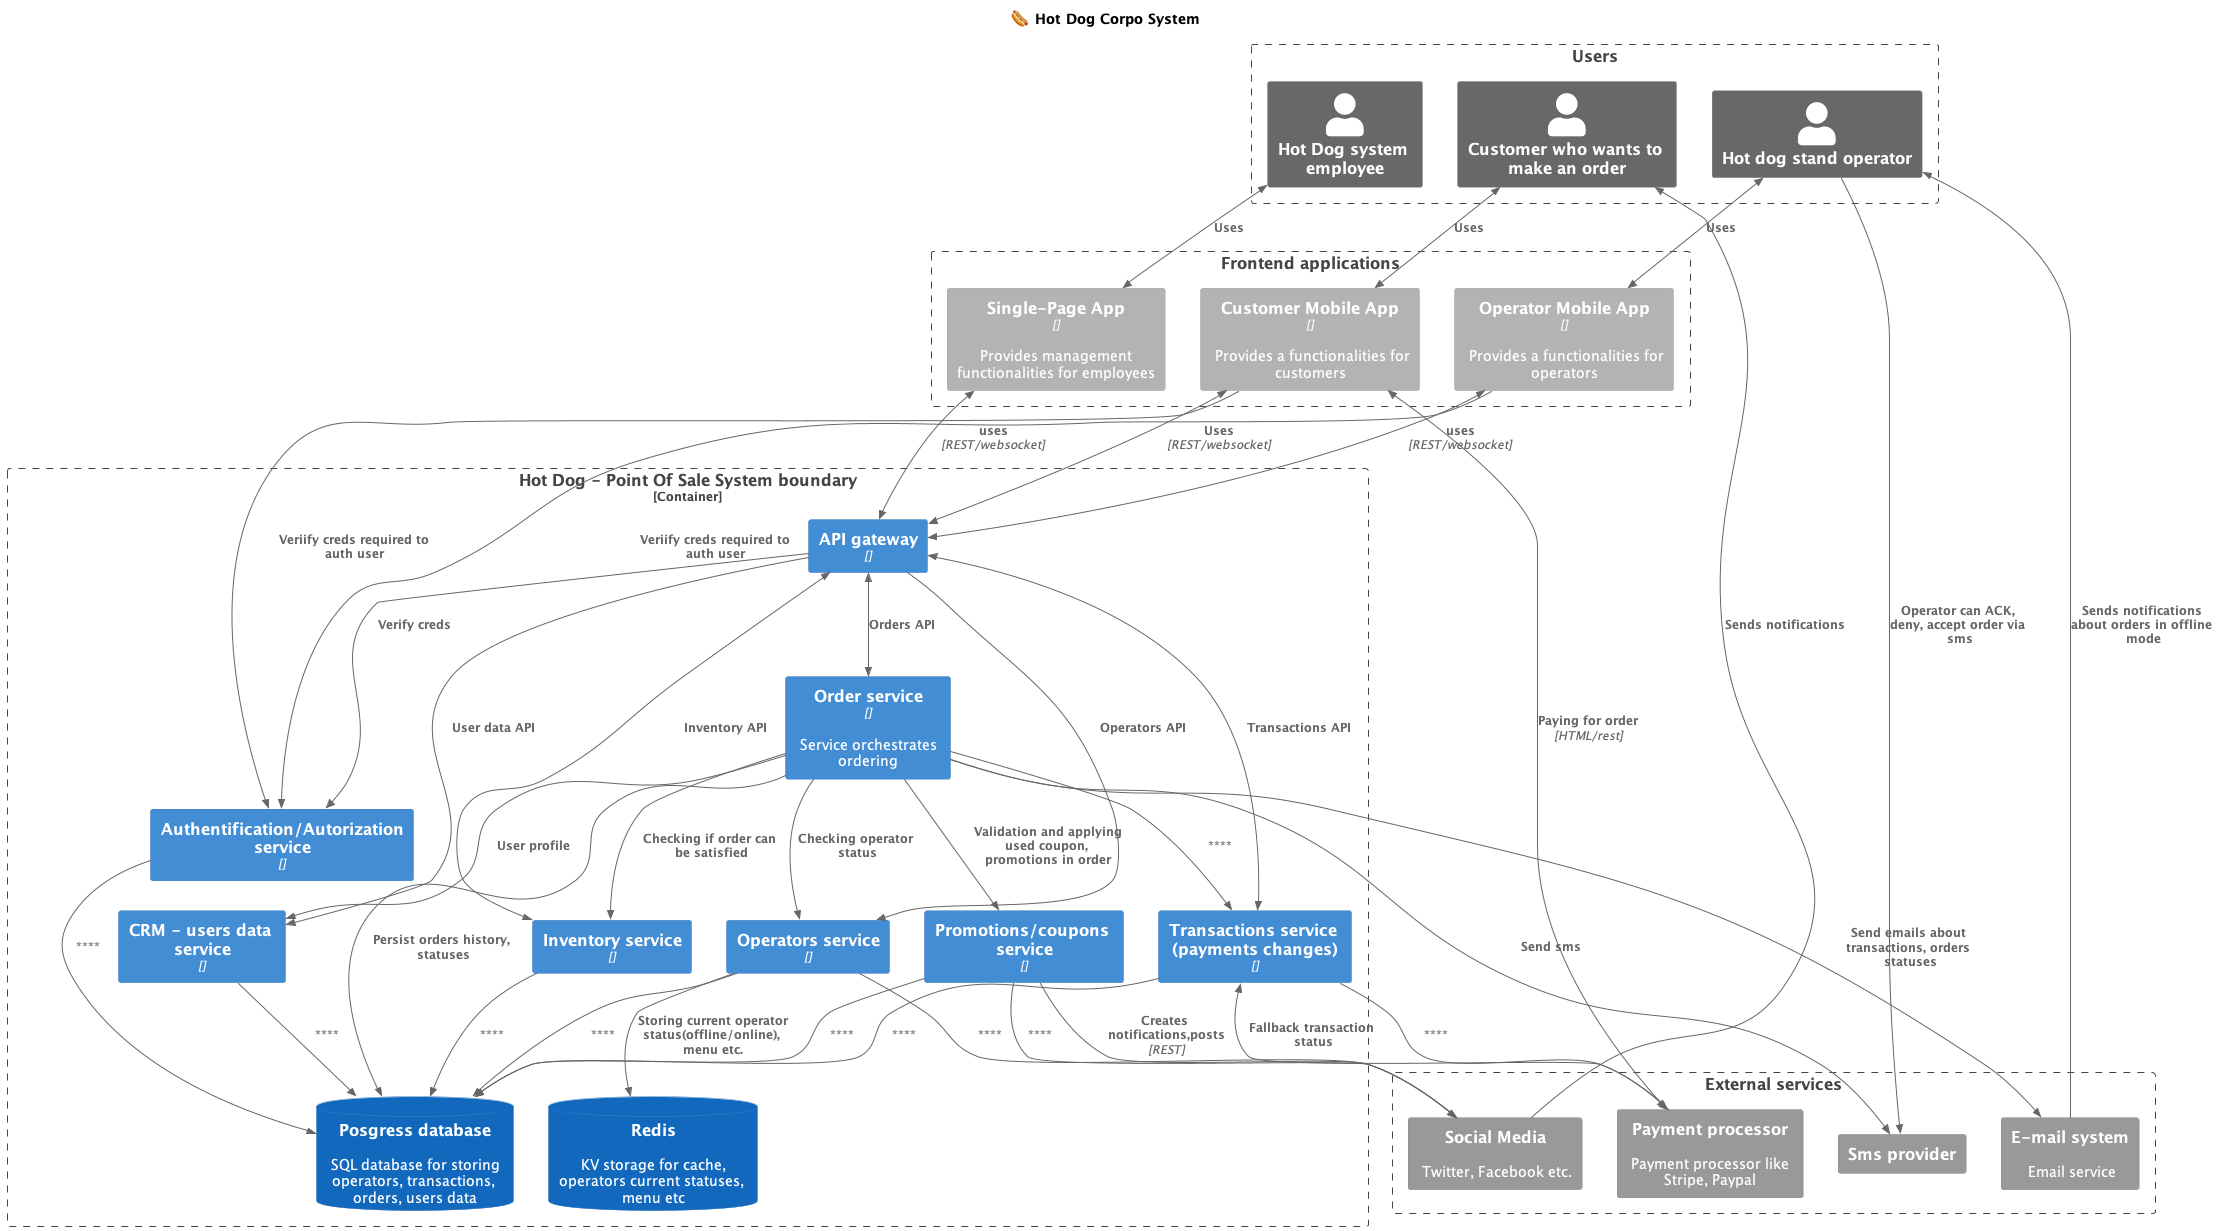 🌭 Hot Dog Corpo System
Users
Hot Dog system
employee
Customer who wants to
make an order
Hot dog stand operator
Uses
Uses
Uses
Frontend applications
Single-Page App
[]
Provides management
functionalities for employees
Customer Mobile App
[]
Provides a functionalities for
customers
Operator Mobile App
[]
Provides a functionalities for
operators
uses
[REST/websocket]
Uses
[REST/websocket]
uses
[REST/websocket]
Hot Dog - Point Of Sale System boundary
[Container]
API gateway
[]
Veriify creds required to
auth user
Veriify creds required to
auth user
Verify creds
Orders API
Operator can ACK,
deny, accept order via
sms
Sends notifications
about orders in offline
mode
Sends notifications
Order service
[]
Service orchestrates
ordering
User data API
Inventory API
Operators API
Transactions API
Paying for order
[HTML/rest]
Authentification/Autorization
service
[]
User profile
Checking if order can
be satisfied
Checking operator
status
Validation and applying
used coupon,
promotions in order
****
CRM - users data
service
[]
Persist orders history,
statuses
Inventory service
[]
Operators service
[]
Promotions/coupons
service
[]
Transactions service
(payments changes)
[]
Send sms
Send emails about
transactions, orders
statuses
****
****
****
****
Storing current operator
status(offline/online),
menu etc.
****
****
****
****
Creates
notifications,posts
[REST]
Fallback transaction
status
****
Posgress database
SQL database for storing
operators, transactions,
orders, users data
Redis
KV storage for cache,
operators current statuses,
menu etc
External services
Social Media
Twitter, Facebook etc.
Payment processor
Payment processor like
Stripe, Paypal
Sms provider
E-mail system
Email service